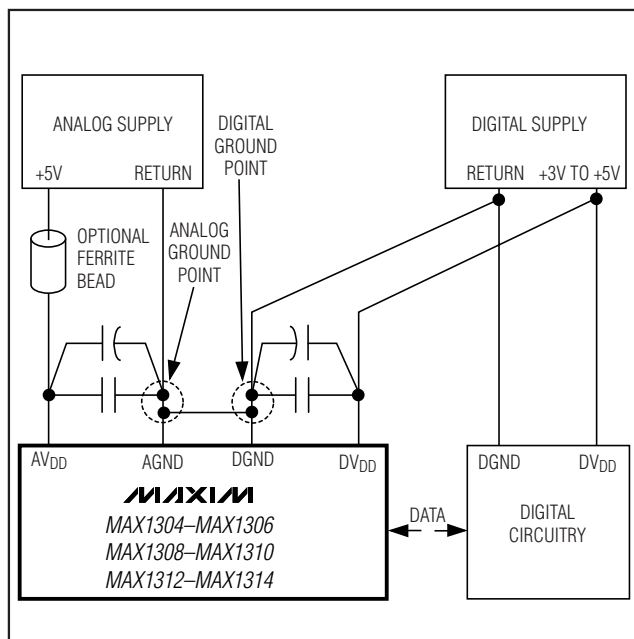 ANALOG SUPPLY
+5V RETURN
DIGITAL
GROUND
POINT
DIGITAL SUPPLY
RETURN +3V TO +5V
OPTIONAL
FERRITE
BEAD
ANALOG
GROUND
POINT
AVDD AGND DGND DVDD
MAXIM
MAX1304–MAX1306
MAX1308–MAX1310
MAX1312–MAX1314
DATA
DGND DVDD
DIGITAL
CIRCUITRY